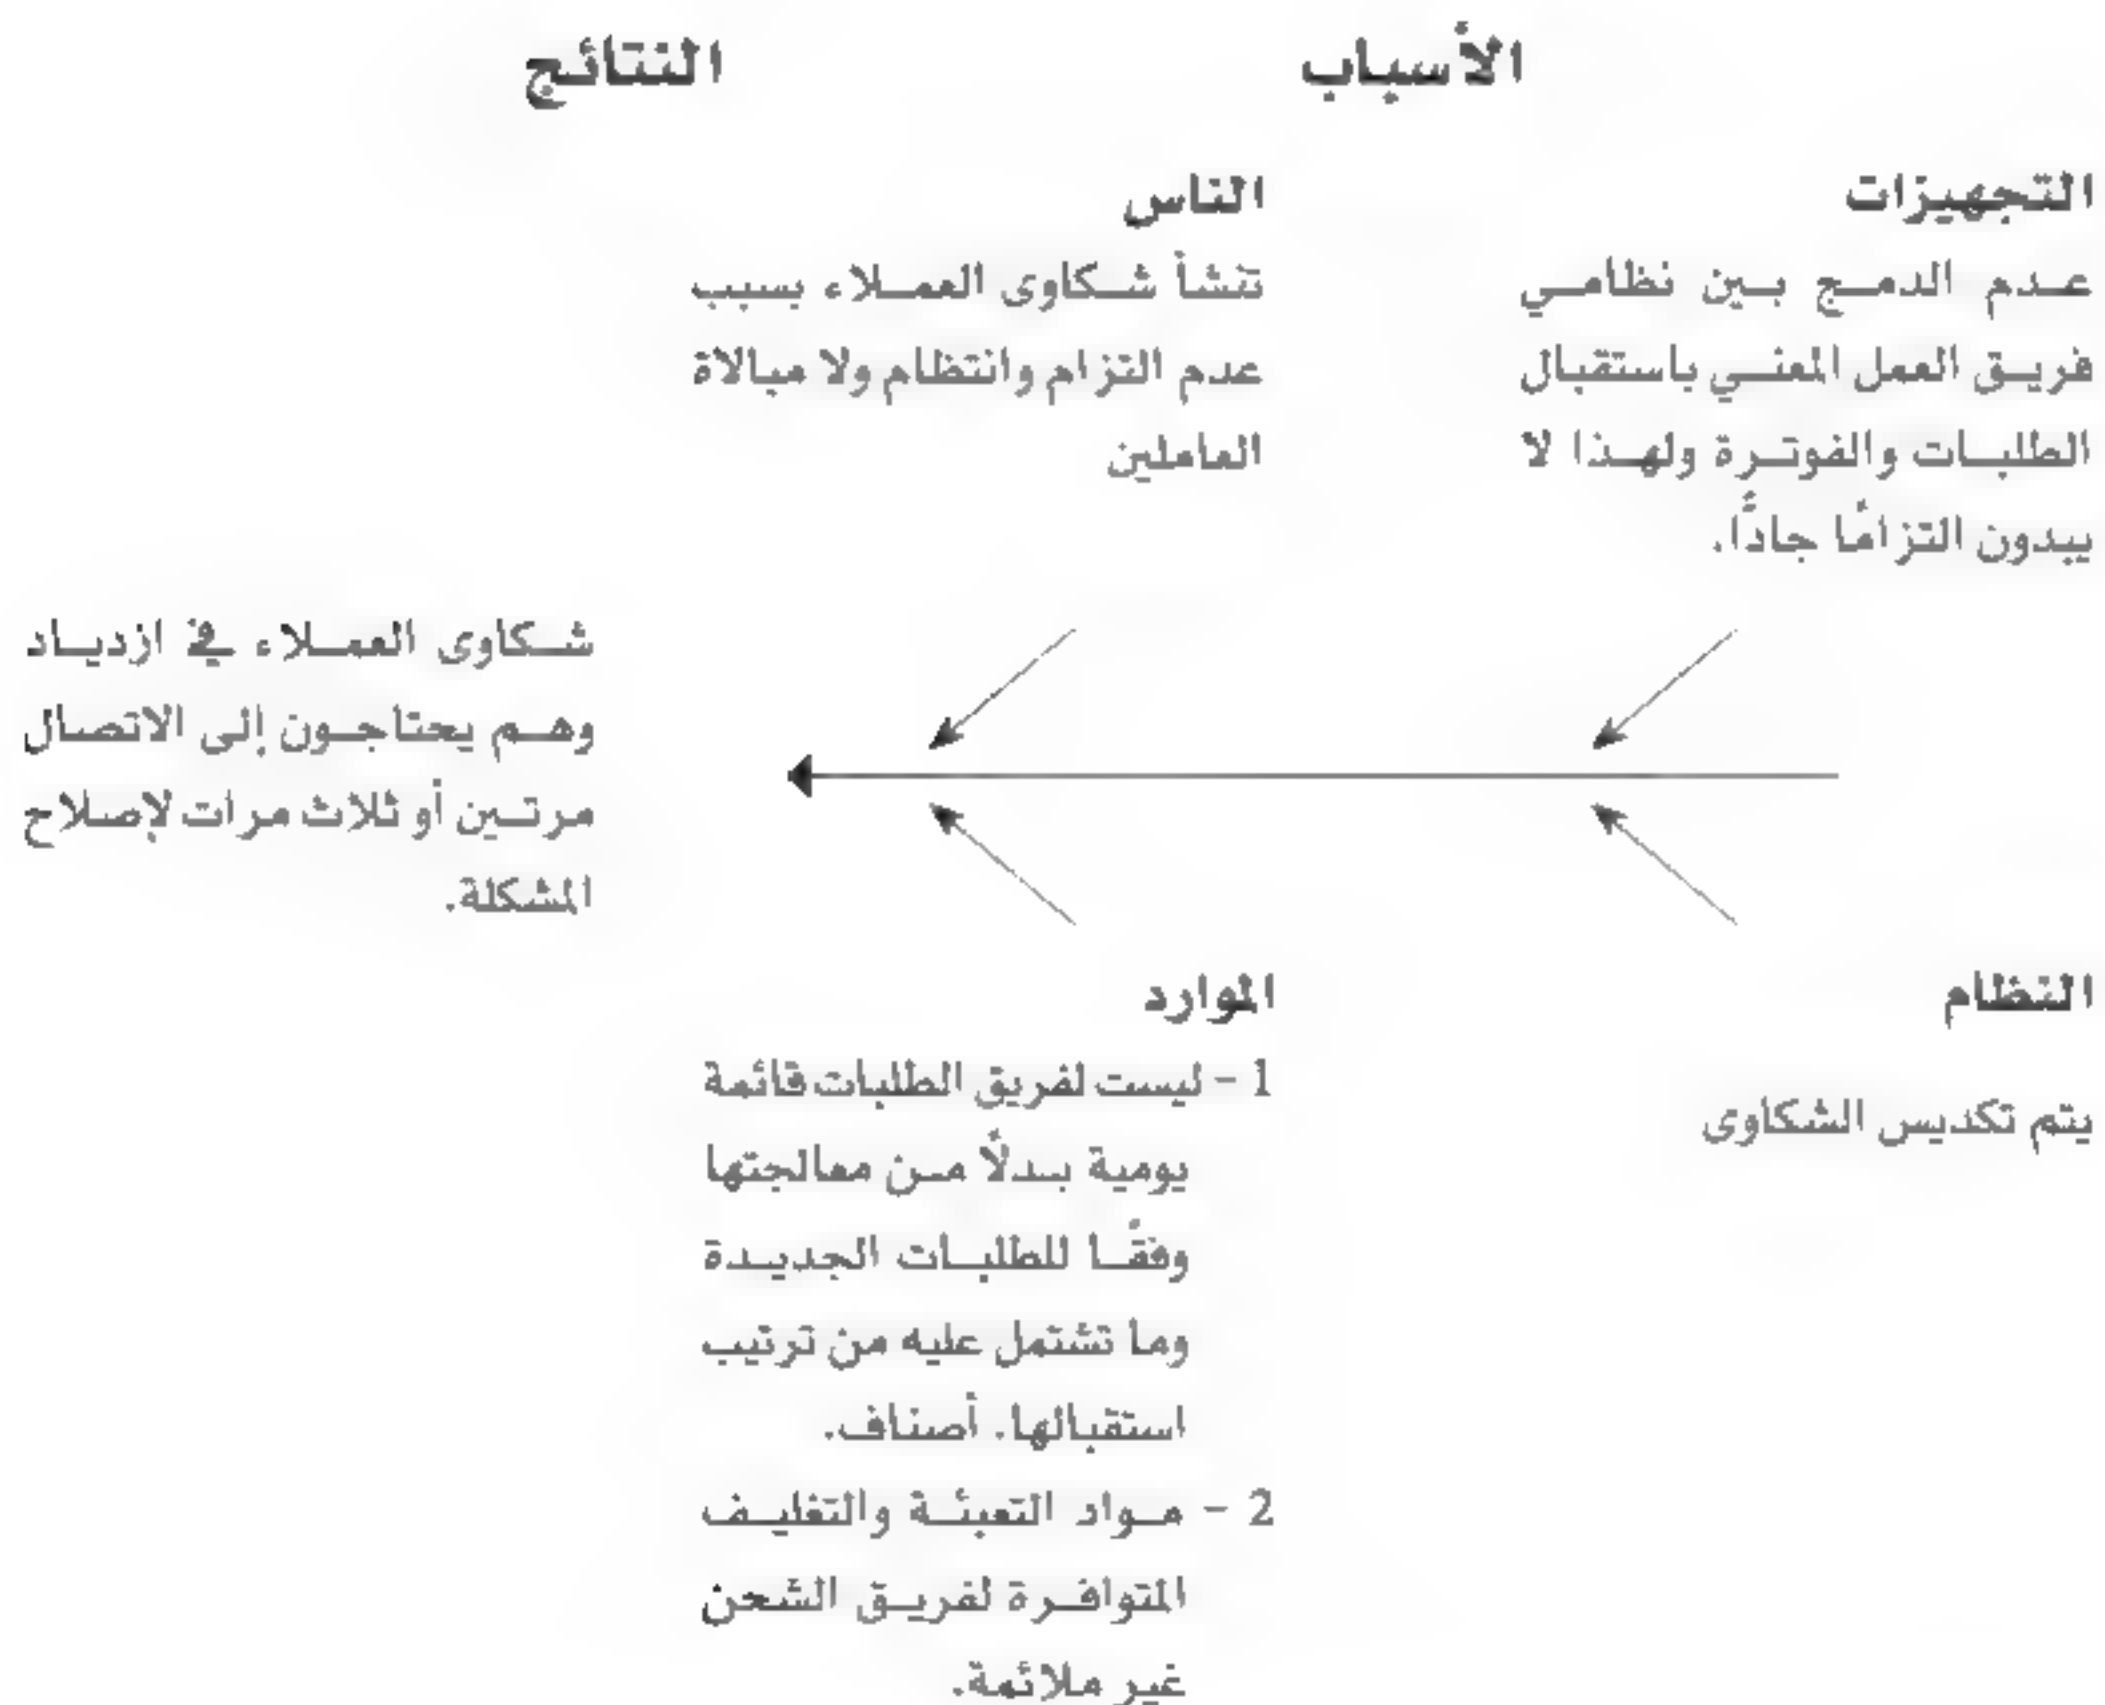 الأسباب
النتائج
التجهيزات
عدم الدمج بين نظامي
فريق العمل المعني باستقبال
الطلبات والفوترة ولهذا لا
يبدون التزامًا جادًا.
الناس
تنشأ شكاوى العملاء بسبب
عدم التزام وانتظام ولا مبالاة
العاملين
شكاوى العملاء في ازدياد
وهم يحتاجون إلى الاتصال
مرتين أو ثلاث مرات لإصلاح
المشكلة.
النظام
يتم تكديس الشكاوى
الموارد
1 - ليست لفريق الطلبات قائمة
يومية بدلًا من معالجتها
وفقًا للطلبات الجديدة
وما تشتمل عليه من ترتيب
استقبالها. أصناف.
2 - مواد التعبئة والتغليف
المتوافرة لفريق الشحن
غير ملائمة.